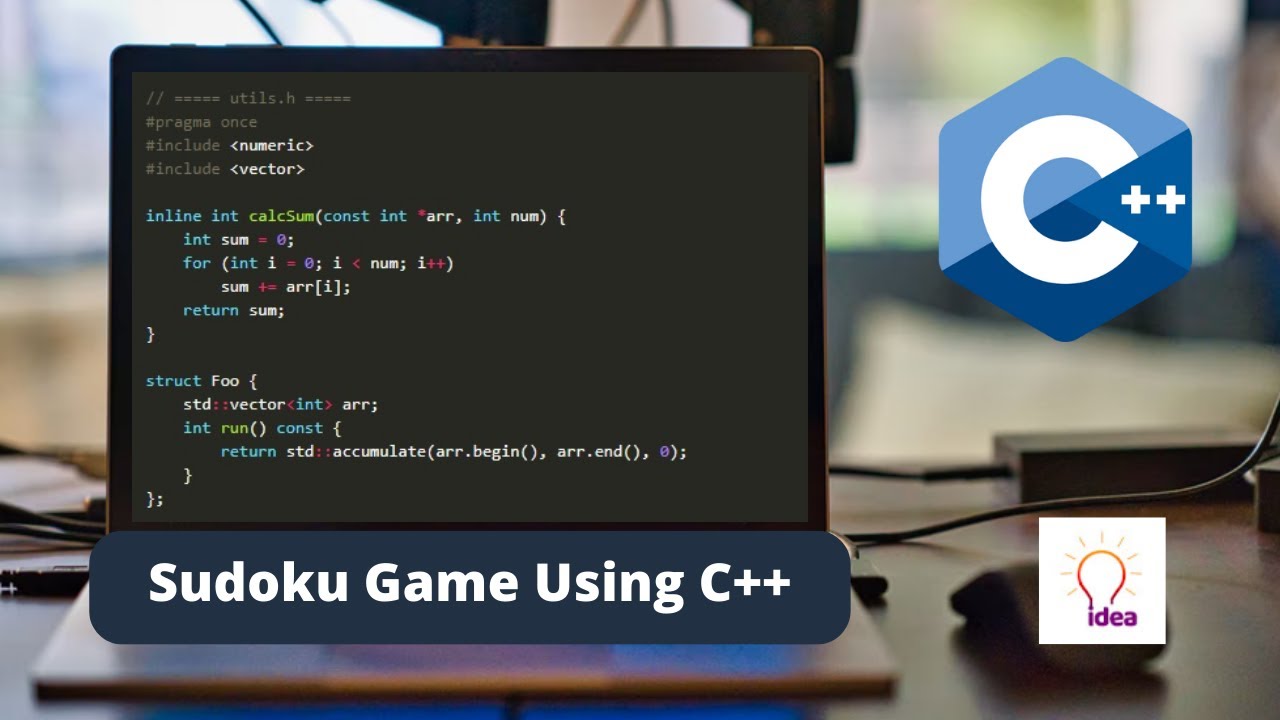 // ===== utils.h =====
#pragma once
#include <numeric>
#include <vector>
inline int calcSum(const int *arr, int num) {
    int sum = 0;
    for (int i = 0; i < num; i++)
        sum += arr[i];
    return sum;
}
struct Foo {
    std::vector<int> arr;
    int run() const {
        return std::accumulate(arr.begin(), arr.end(), 0);
    }
};
C++
Sudoku Game Using C++
idea